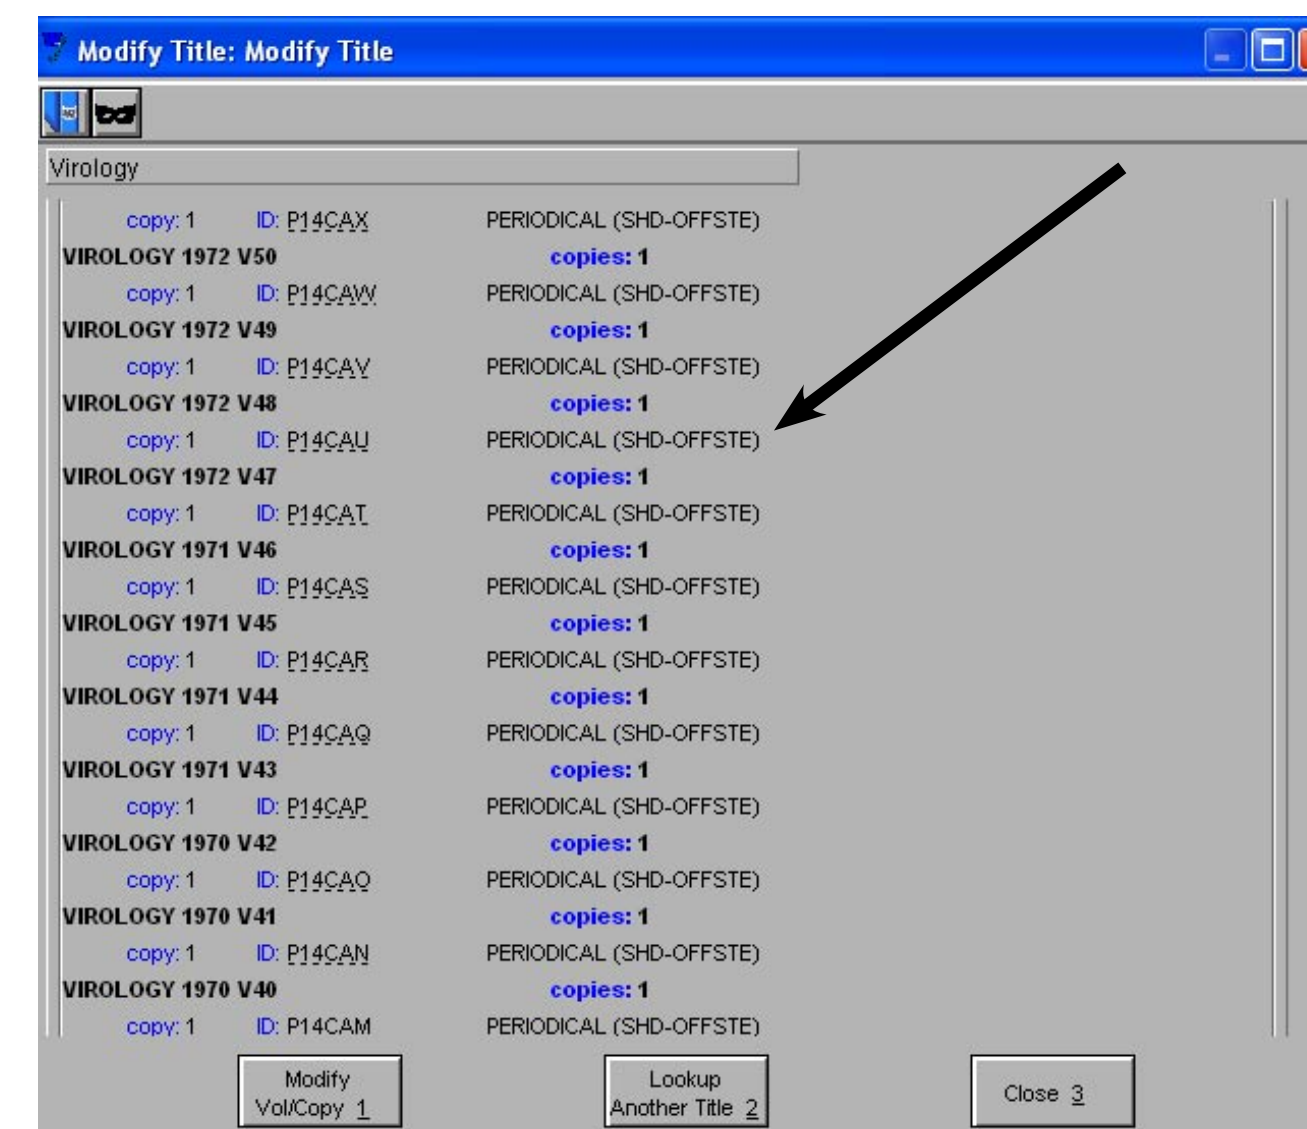 Modify Title: Modify Title
Virology
copy: 1 ID: P14CAX PERIODICAL (SHD-OFFSTE)
VIROLOGY 1972 V50 copies: 1
copy: 1 ID: P14CAW PERIODICAL (SHD-OFFSTE)
VIROLOGY 1972 V49 copies: 1
copy: 1 ID: P14CAV PERIODICAL (SHD-OFFSTE)
VIROLOGY 1972 V48 copies: 1
copy: 1 ID: P14CAU PERIODICAL (SHD-OFFSTE)
VIROLOGY 1972 V47 copies: 1
copy: 1 ID: P14CAT PERIODICAL (SHD-OFFSTE)
VIROLOGY 1971 V46 copies: 1
copy: 1 ID: P14CAS PERIODICAL (SHD-OFFSTE)
VIROLOGY 1971 V45 copies: 1
copy: 1 ID: P14CAR PERIODICAL (SHD-OFFSTE)
VIROLOGY 1971 V44 copies: 1
copy: 1 ID: P14CAQ PERIODICAL (SHD-OFFSTE)
VIROLOGY 1971 V43 copies: 1
copy: 1 ID: P14CAP PERIODICAL (SHD-OFFSTE)
VIROLOGY 1970 V42 copies: 1
copy: 1 ID: P14CAO PERIODICAL (SHD-OFFSTE)
VIROLOGY 1970 V41 copies: 1
copy: 1 ID: P14CAN PERIODICAL (SHD-OFFSTE)
VIROLOGY 1970 V40 copies: 1
copy: 1 ID: P14CAM PERIODICAL (SHD-OFFSTE)
Modify
Vol/Copy 1
Lookup
Another Title 2
Close 3